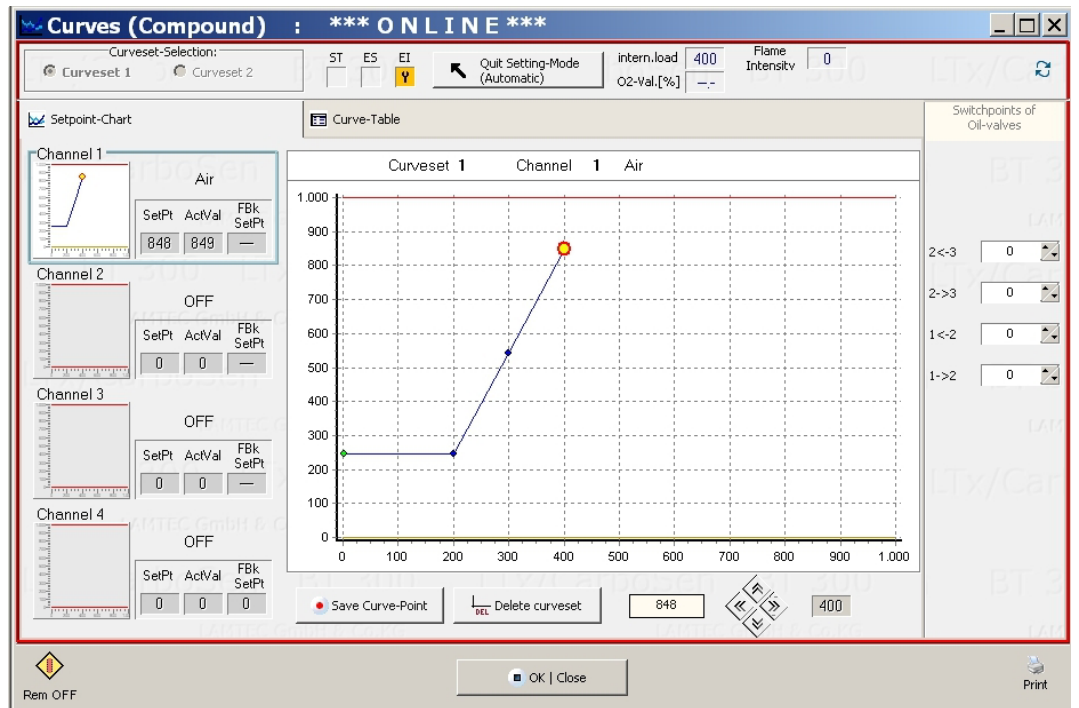 Curves (Compound) : *** O N L I N E ***
Curveset-Selection:
Curveset 1
Curveset 2
ST ES EI
Quit Setting-Mode
(Automatic)
intern.load 400
O2-Val.[%] —.-
Flame
Intensity 0
Setpoint-Chart
Curve-Table
Switchpoints of
Oil-valves
Channel 1
Air
SetPt ActVal FBk
SetPt
848 849 —
Channel 2
OFF
SetPt ActVal FBk
SetPt
0 0 —
Channel 3
OFF
SetPt ActVal FBk
SetPt
0 0 —
Channel 4
OFF
SetPt ActVal FBk
SetPt
0 0 0
Curveset 1 Channel 1 Air
1.000
900
800
700
600
500
400
300
200
100
0
0 100 200 300 400 500 600 700 800 900 1.000
Save Curve-Point
DEL Delete curveset
848
400
2<-3 0
2->3 0
1<-2 0
1->2 0
Rem OFF
OK | Close
Print